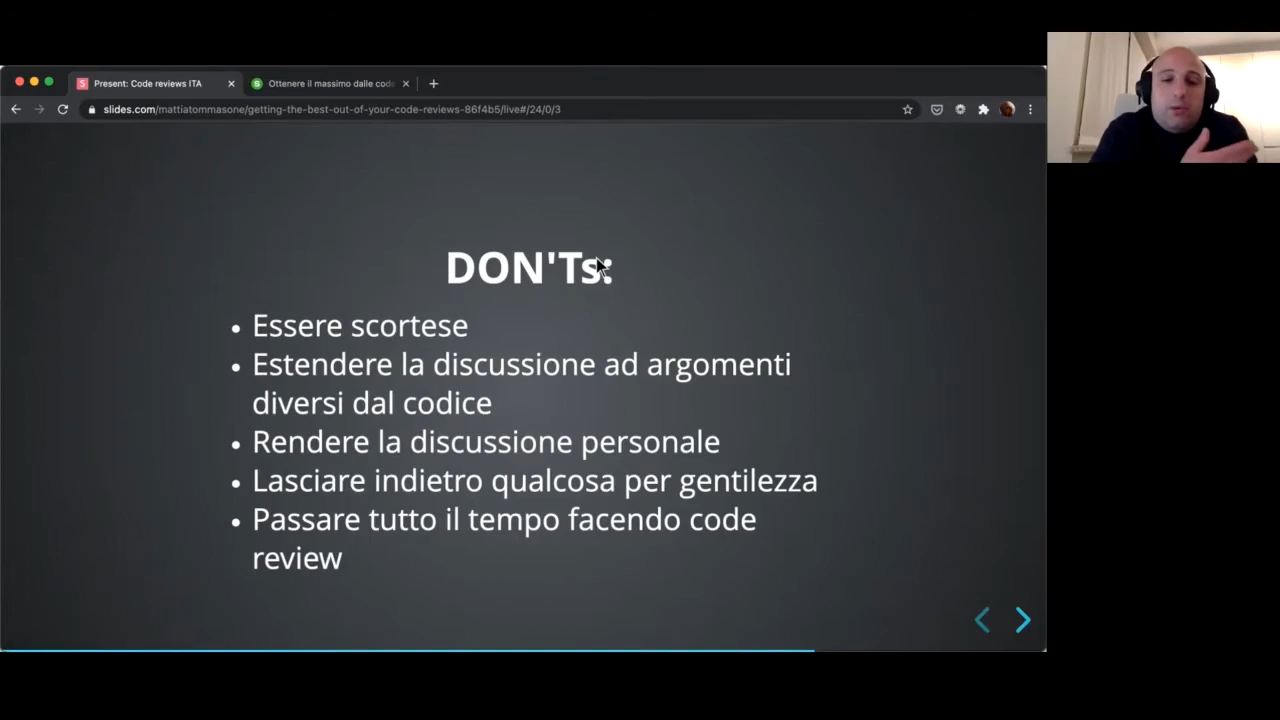 Present: Code reviews ITA
Ottenere il massimo dalle code
slides.com/mattiatommasone/getting-the-best-out-of-your-code-reviews-86f4b5/live#/24/0/3
DON'Ts:
• Essere scortese
• Estendere la discussione ad argomenti
diversi dal codice
• Rendere la discussione personale
• Lasciare indietro qualcosa per gentilezza
• Passare tutto il tempo facendo code
review